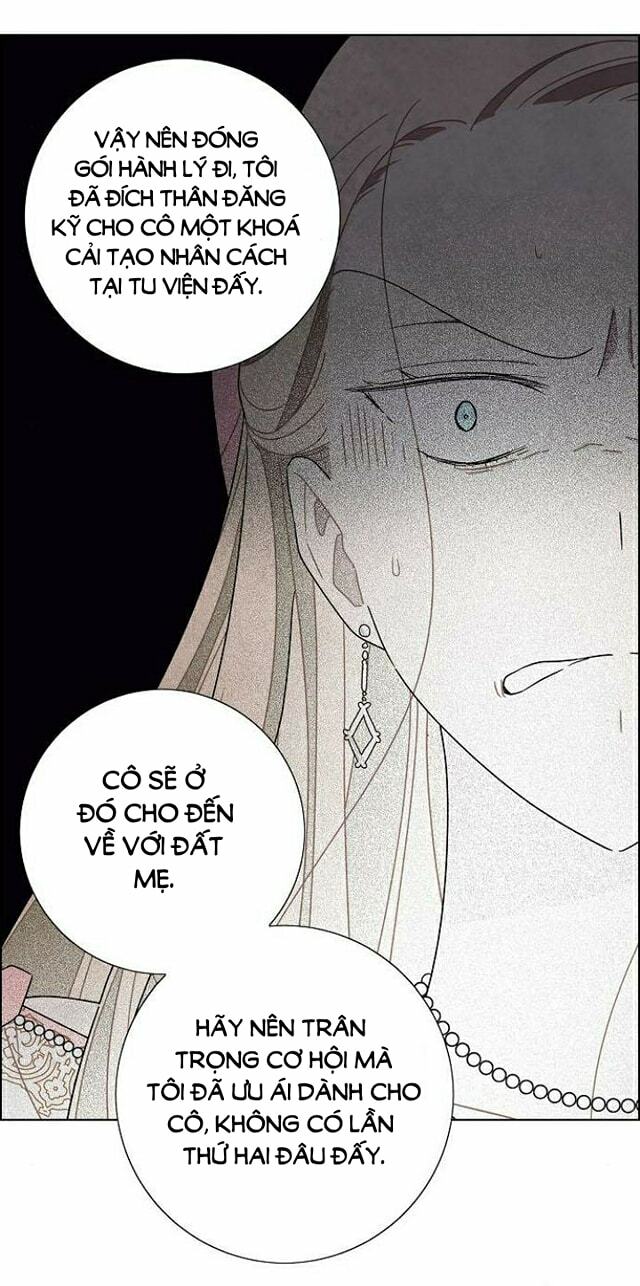 VẬY NÊN ĐÓNG
GÓI HÀNH LÝ ĐI, TÔI
ĐÃ ĐÍCH THÂN ĐĂNG
KỸ CHO CÔ MỘT KHOÁ
CẢI TẠO NHÂN CÁCH
TẠI TU VIỆN ĐẤY.
CÔ SẼ Ở
ĐÓ CHO ĐẾN
VỀ VỚI ĐẤT
MẸ.
HÃY NÊN TRÂN
TRỌNG CƠ HỘI MÀ
TÔI ĐÃ ƯU ÁI DÀNH CHO
CÔ, KHÔNG CÓ LẦN
THỨ HAI ĐÂU ĐẤY.